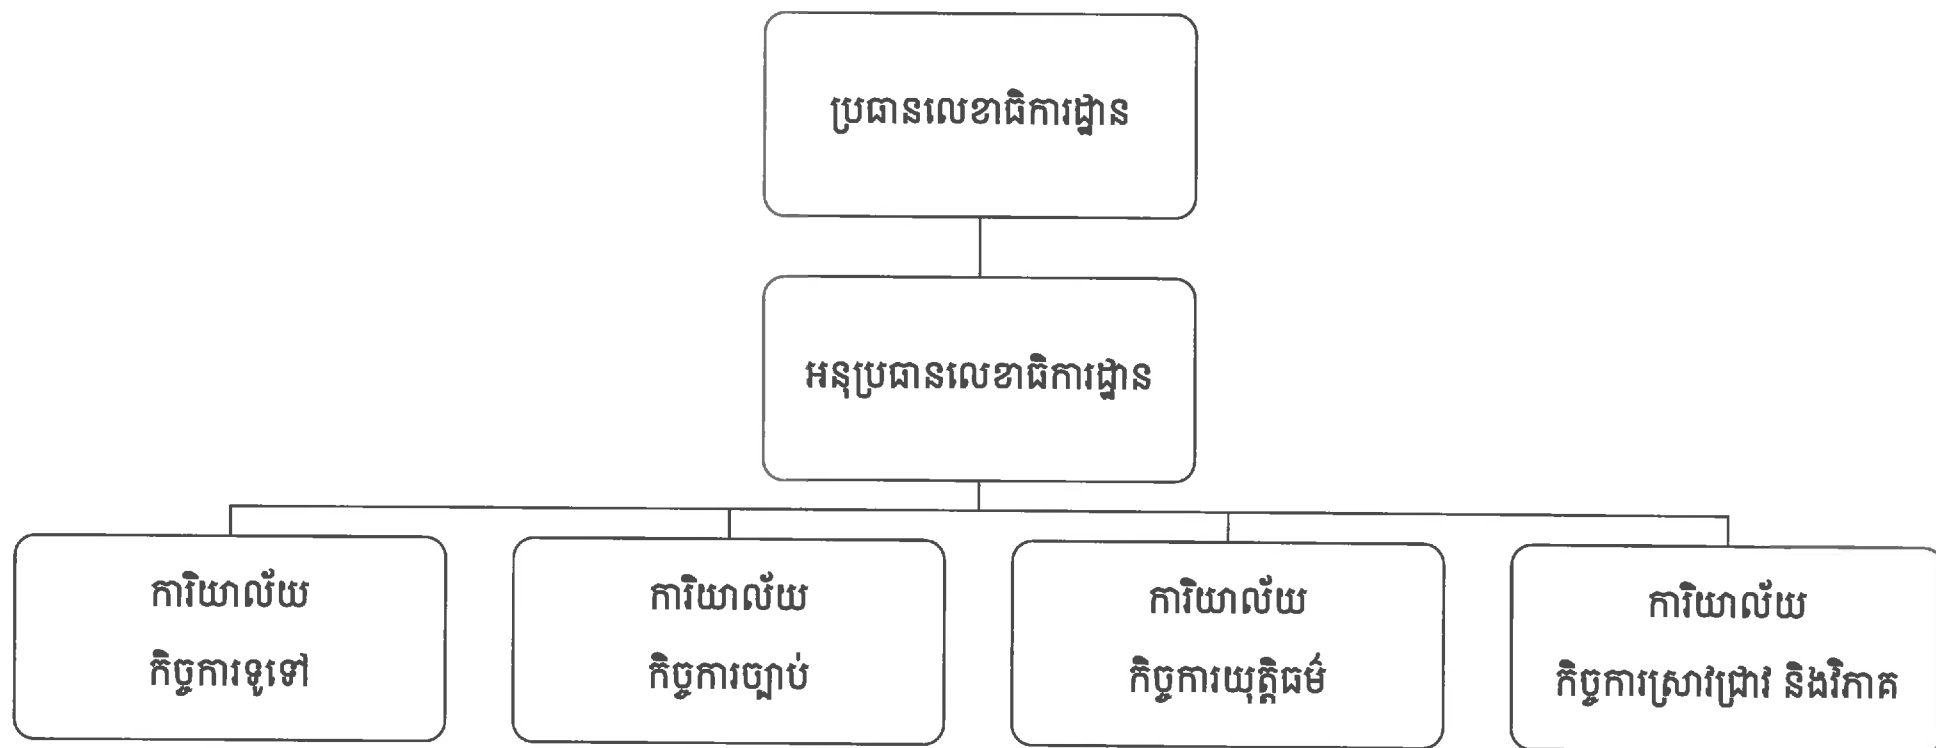 ប្រធានលេខាធិការដ្ឋាន
អនុប្រធានលេខាធិការដ្ឋាន
ការិយាល័យ
កិច្ចការទូទៅ
ការិយាល័យ
កិច្ចការច្បាប់
ការិយាល័យ
កិច្ចការយុត្តិធម៌
ការិយាល័យ
កិច្ចការស្រាវជ្រាវ និងវិភាគ